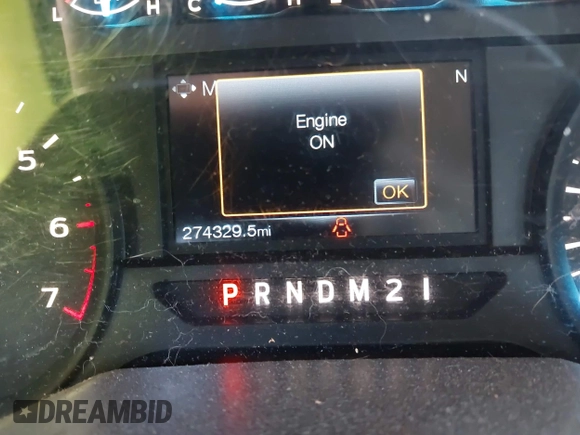 L H C H E
M N
Engine
ON
OK
5
6
7
274329.5mi
P R N D M 2 1
DREAMBID